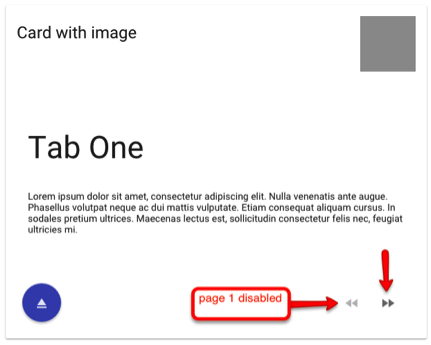 Card with image
Tab One
Lorem ipsum dolor sit amet, consectetur adipiscing elit. Nulla venenatis ante augue.
Phasellus volutpat neque ac dui mattis vulputate. Etiam consequat aliquam cursus. In
sodales pretium ultrices. Maecenas lectus est, sollicitudin consectetur felis nec, feugiat
ultricies mi.
page 1 disabled